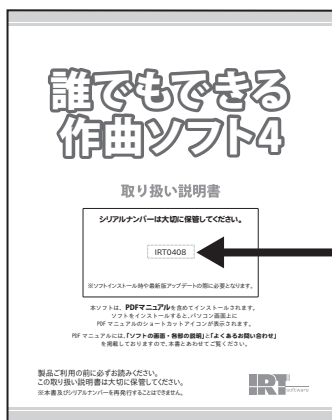 誰でもできる
作曲ソフト4
取り扱い説明書
シリアルナンバーは大切に保管してください。
IRT0408
※ソフトインストール時や最新版アップデートの際に必要となります。
本ソフトは、PDFマニュアルを含めてインストールされます。
ソフトをインストールすると、パソコン画面上に
PDF マニュアルのショートカットアイコンが表示されます。
PDF マニュアルには、「ソフトの画面・各部の説明」と「よくあるお問い合わせ」
を掲載しておりますので、本書とあわせてご覧ください。
製品ご利用の前に必ずお読みください。
この取り扱い説明書は大切に保管してください。
※本書及びシリアルナンバーを再発行することはできません。
IRT software